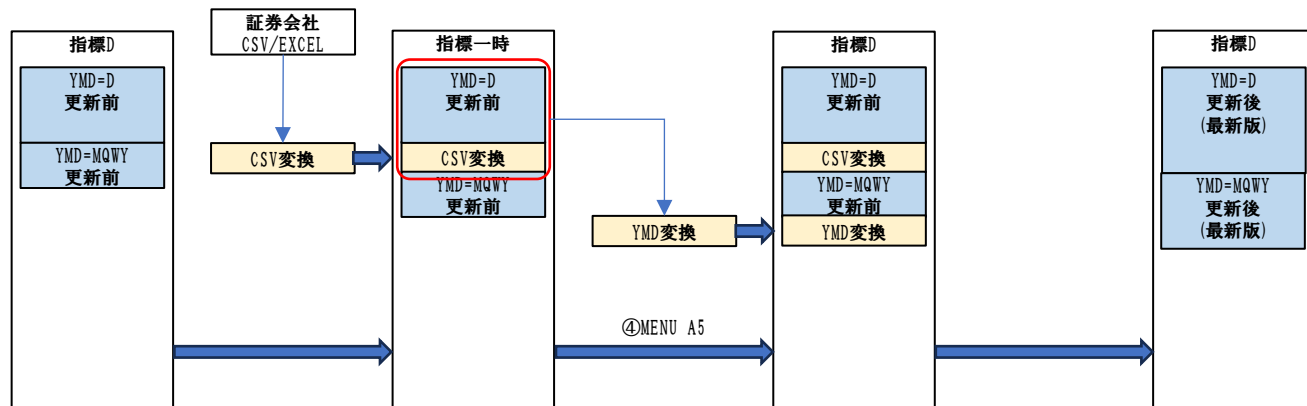 証券会社
CSV/EXCEL
指標D
YMD=D
更新前
YMD=MQWY
更新前
CSV変換
指標一時
YMD=D
更新前
CSV変換
YMD=MQWY
更新前
YMD変換
④MENU A5
指標D
YMD=D
更新前
CSV変換
YMD=MQWY
更新前
YMD変換
指標D
YMD=D
更新後
(最新版)
YMD=MQWY
更新後
(最新版)